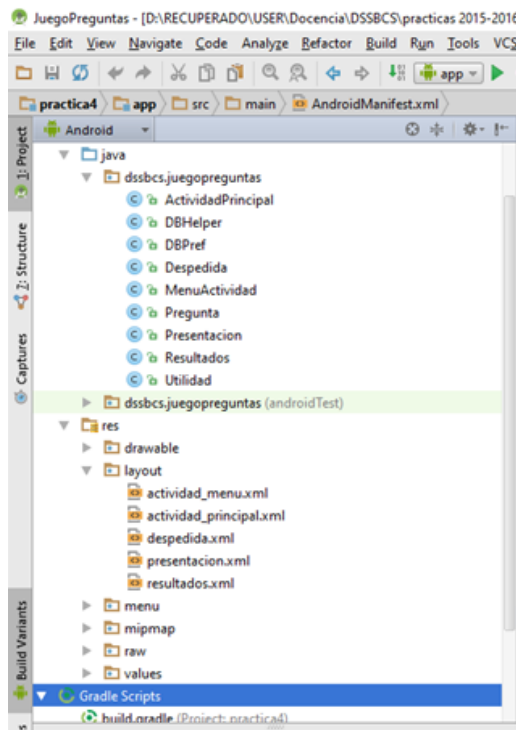 JuegoPreguntas - [D:\RECUPERADO\USER\Docencia\DSSBCS\practicas 2015-2016
File Edit View Navigate Code Analyze Refactor Build Run Tools VCS
app
practica4 app src main AndroidManifest.xml
Android
1: Project
7: Structure
Captures
Build Variants
java
dssbcs.juegopreguntas
ActividadPrincipal
DBHelper
DBPref
Despedida
MenuActividad
Pregunta
Presentacion
Resultados
Utilidad
dssbcs.juegopreguntas (androidTest)
res
drawable
layout
actividad_menu.xml
actividad_principal.xml
despedida.xml
presentacion.xml
resultados.xml
menu
mipmap
raw
values
Gradle Scripts
build.gradle (Project: practica4)